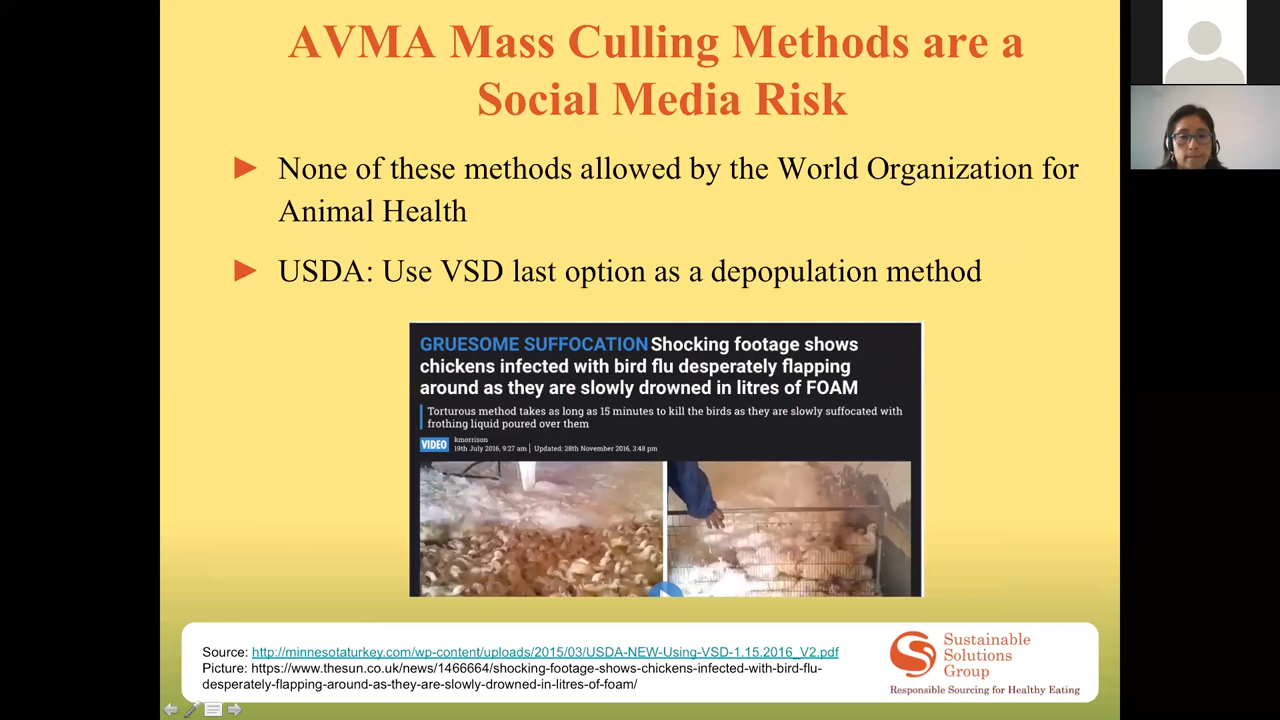 AVMA Mass Culling Methods are a
Social Media Risk
None of these methods allowed by the World Organization for
Animal Health
USDA: Use VSD last option as a depopulation method
GRUESOME SUFFOCATION Shocking footage shows
chickens infected with bird flu desperately flapping
around as they are slowly drowned in litres of FOAM
Torturous method takes as long as 15 minutes to kill the birds as they are slowly suffocated with
frothing liquid poured over them
VIDEO
kmorrison
19th July 2016, 9:27 am | Updated: 28th November 2016, 3:48 pm
Source: http://minnesotaturkey.com/wp-content/uploads/2015/03/USDA-NEW-Using-VSD-1.15.2016_V2.pdf
Picture: https://www.thesun.co.uk/news/1466664/shocking-footage-shows-chickens-infected-with-bird-flu-
desperately-flapping-around-as-they-are-slowly-drowned-in-litres-of-foam/
Sustainable
Solutions
Group
Responsible Sourcing for Healthy Eating